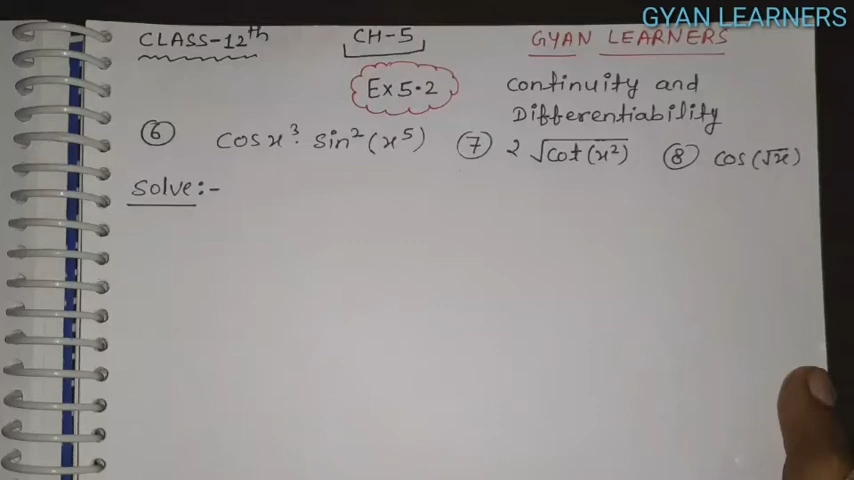 GYAN LEARNERS
CLASS-12th CH-5 GYAN LEARNERS
Ex 5.2 Continuity and
Differentiability
⑥ Cos x³. Sin²(x⁵) ⑦ 2√Cot(x²) ⑧ Cos(√x)
Solve:-